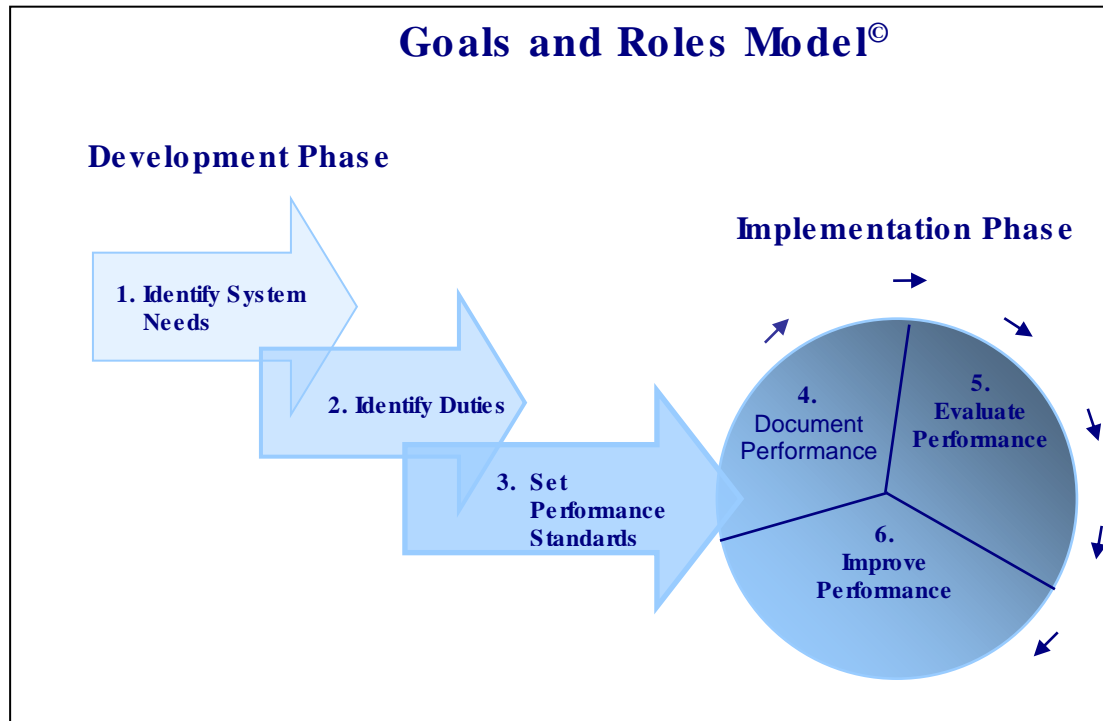 Goals and Roles Model©
Development Phase
Implementation Phase
1. Identify System
Needs
2. Identify Duties
3. Set
Performance
Standards
4.
Document
Performance
5.
Evaluate
Performance
6.
Improve
Performance